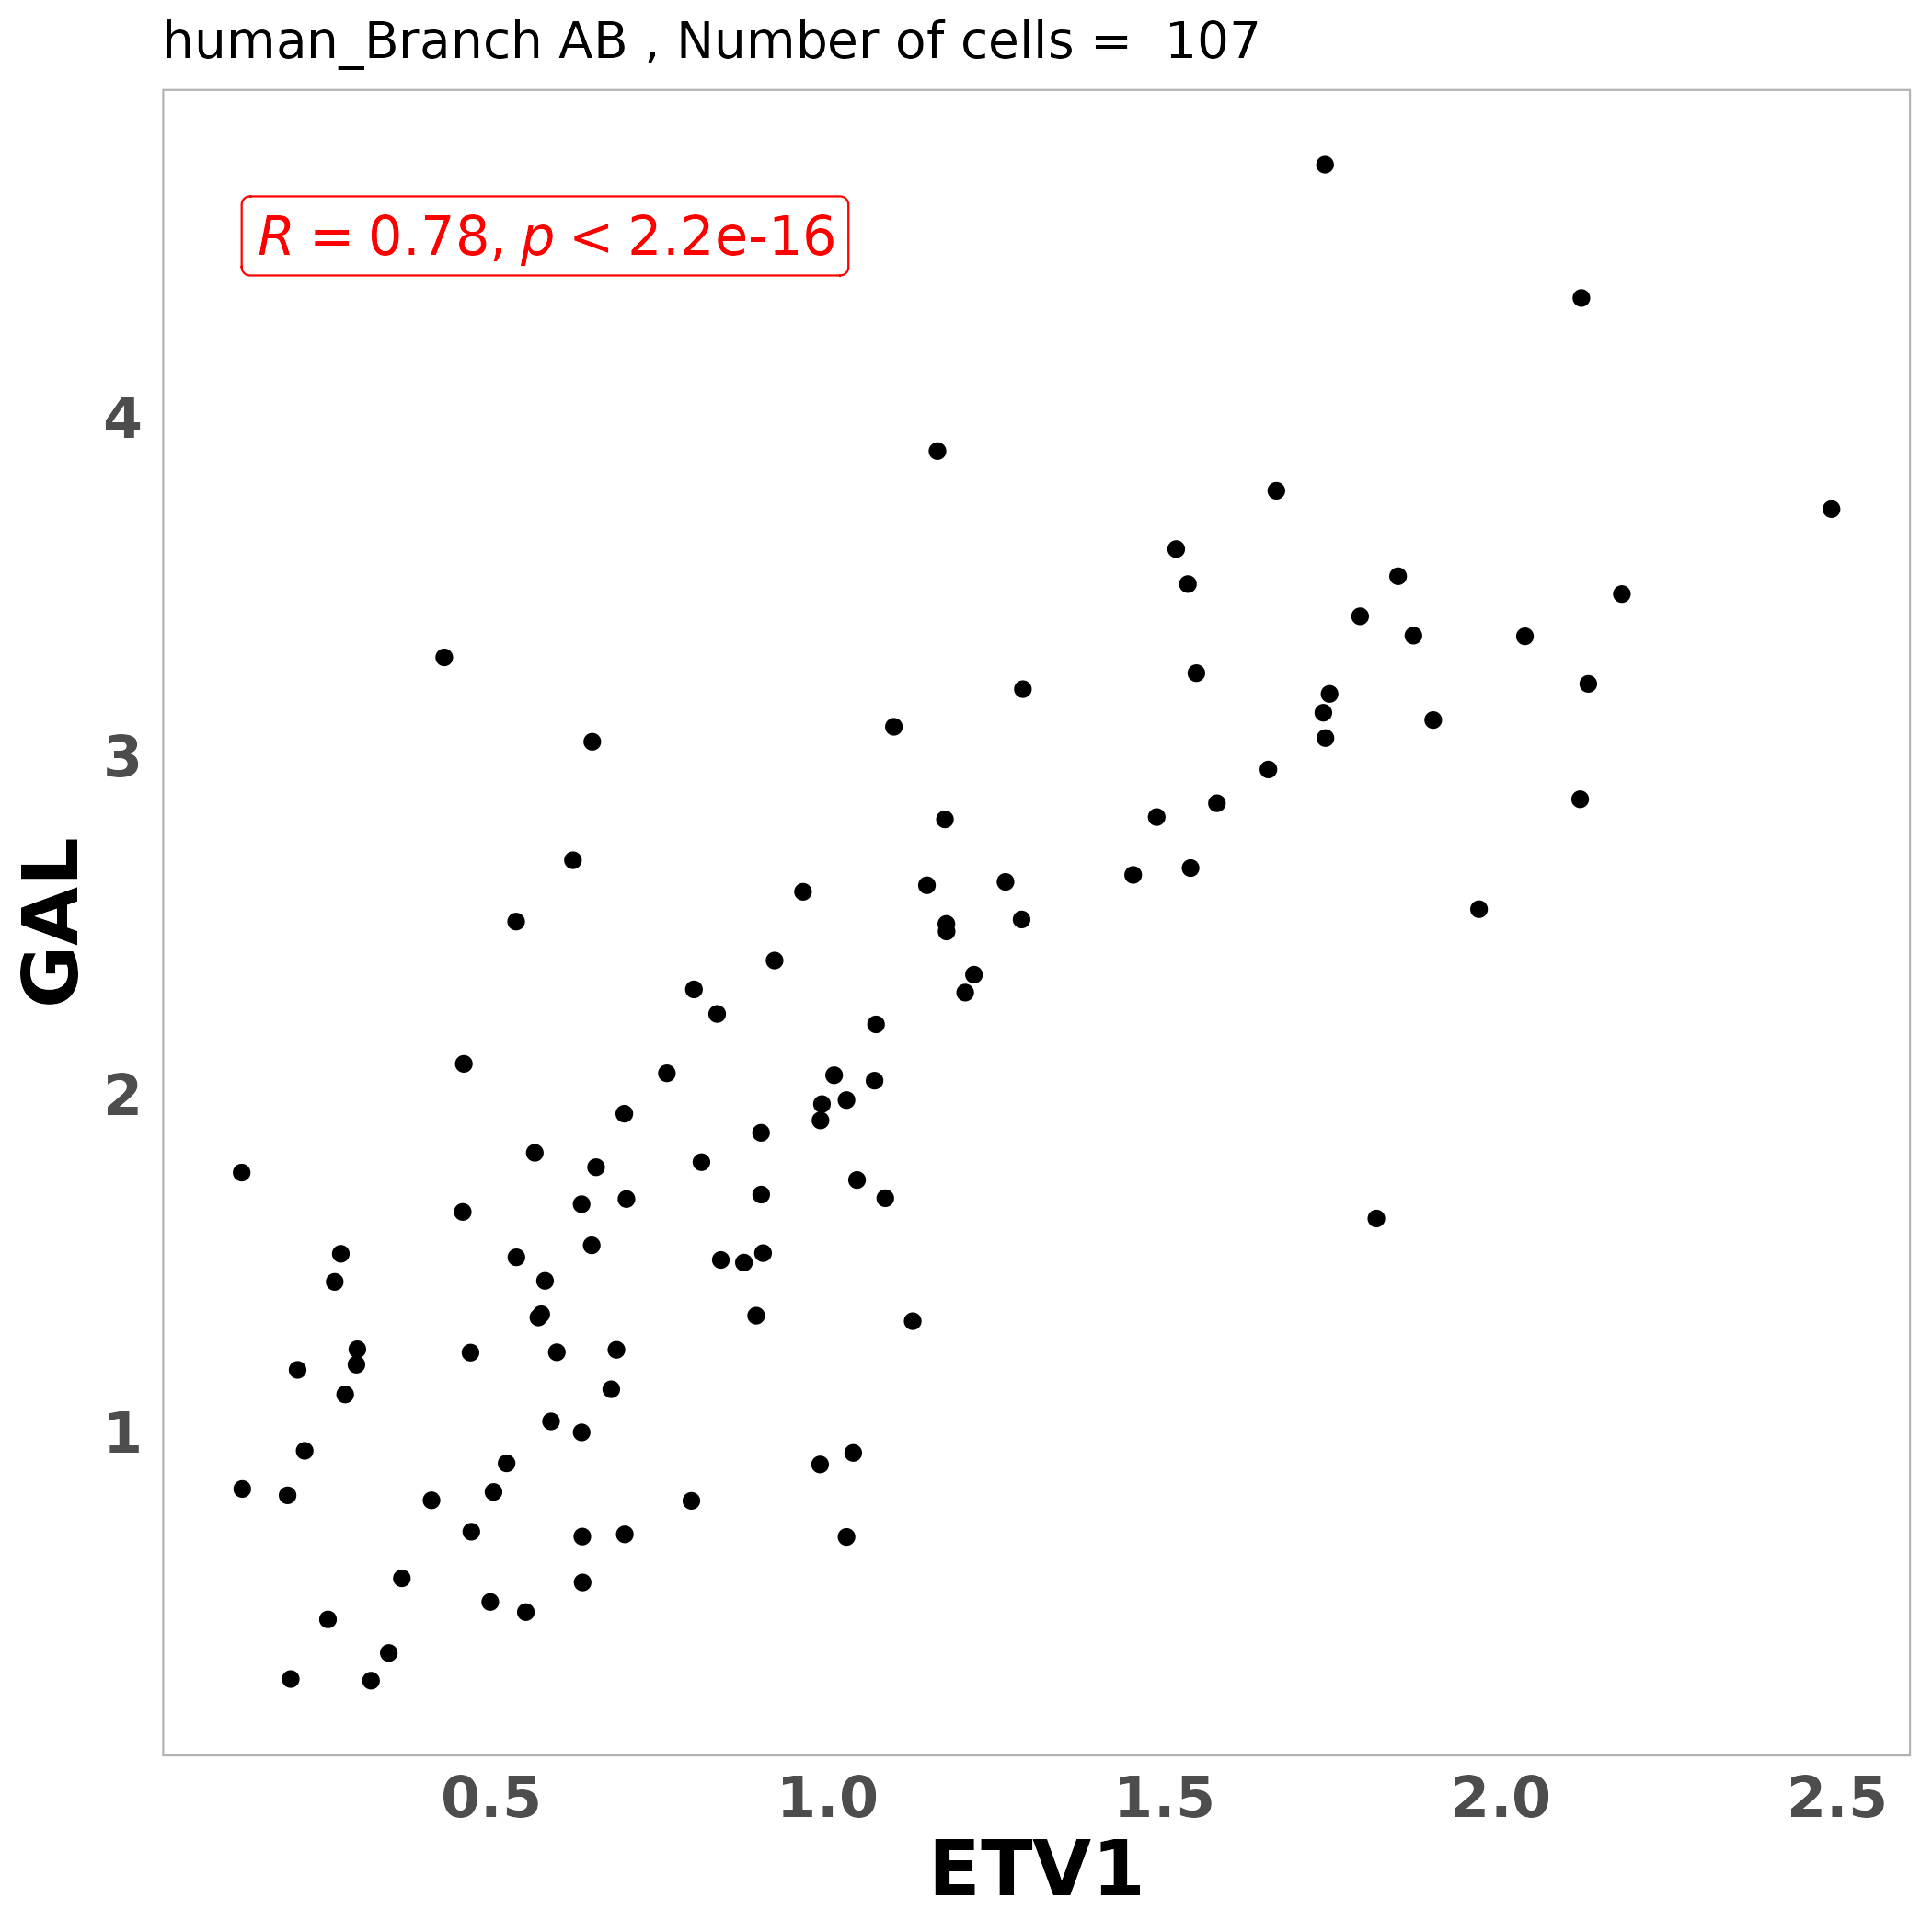 human_Branch AB , Number of cells =  107
R = 0.78, p < 2.2e-16
4
3
2
1
GAL
0.5 1.0 1.5 2.0 2.5
ETV1